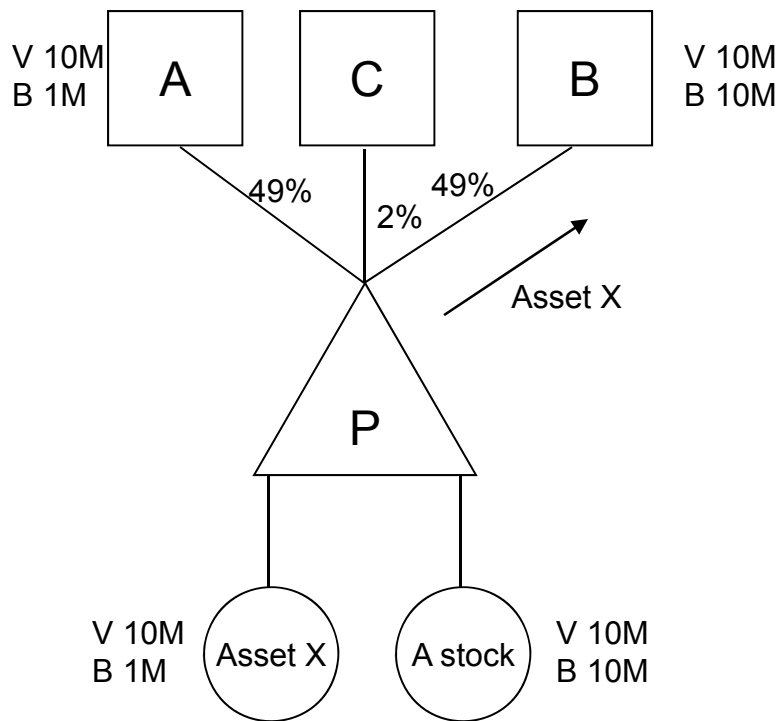 V 10M
B 1M
A
C
B
V 10M
B 10M
49%
2%
49%
Asset X
P
V 10M
B 1M
Asset X
A stock
V 10M
B 10M